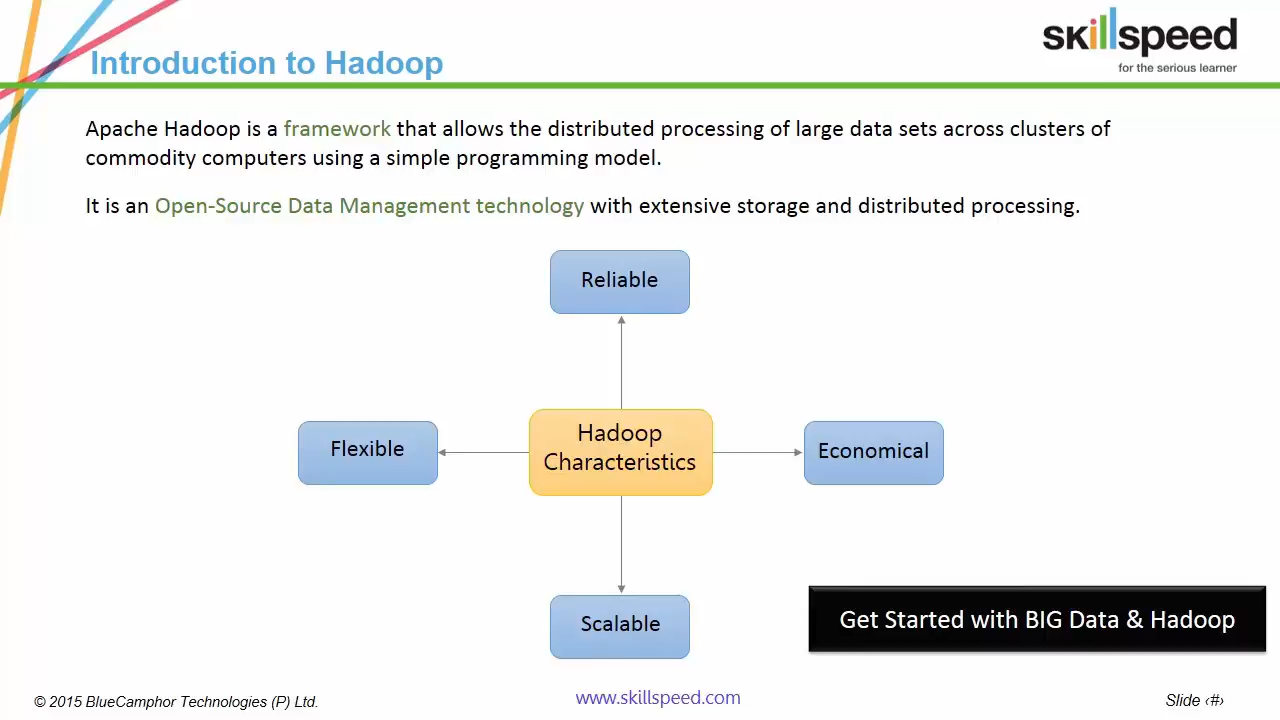 skillspeed
for the serious learner
Introduction to Hadoop
Apache Hadoop is a framework that allows the distributed processing of large data sets across clusters of
commodity computers using a simple programming model.
It is an Open-Source Data Management technology with extensive storage and distributed processing.
Reliable
Flexible
Hadoop
Characteristics
Economical
Scalable
Get Started with BIG Data & Hadoop
© 2015 BlueCamphor Technologies (P) Ltd.
www.skillspeed.com
Slide ‹#›